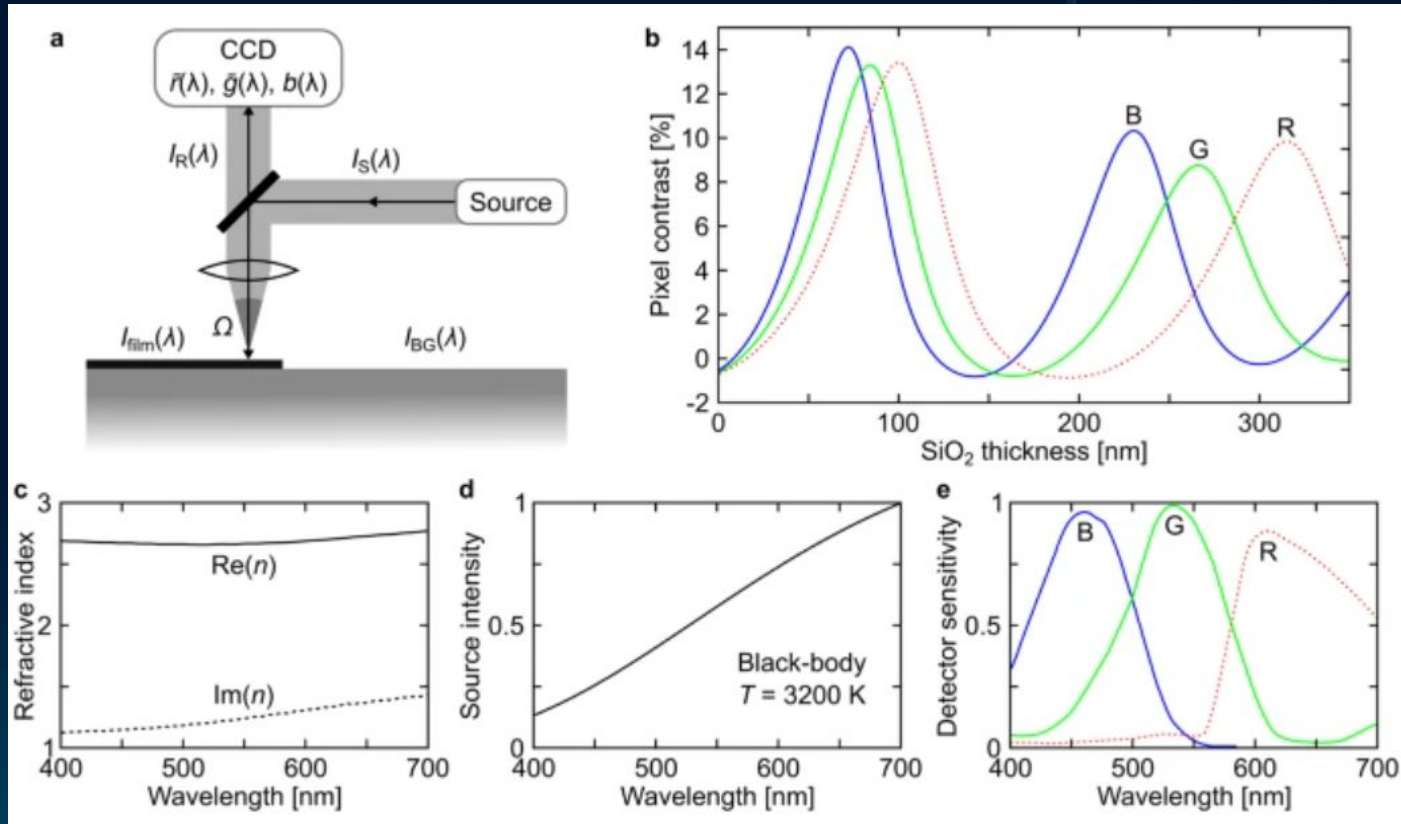 a
CCD
r̄(λ), ḡ(λ), b(λ)
I_R(λ)
I_S(λ)
Source
Ω
I_film(λ)
I_BG(λ)
b
14
12
10
8
6
4
2
0
-2
Pixel contrast [%]
B
G
R
0
100
200
300
SiO₂ thickness [nm]
c
3
2
1
Refractive index
Re(n)
Im(n)
400
500
600
700
Wavelength [nm]
d
1
0.5
0
Source intensity
Black-body
T = 3200 K
400
500
600
700
Wavelength [nm]
e
1
0.5
0
Detector sensitivity
B
G
R
400
500
600
700
Wavelength [nm]